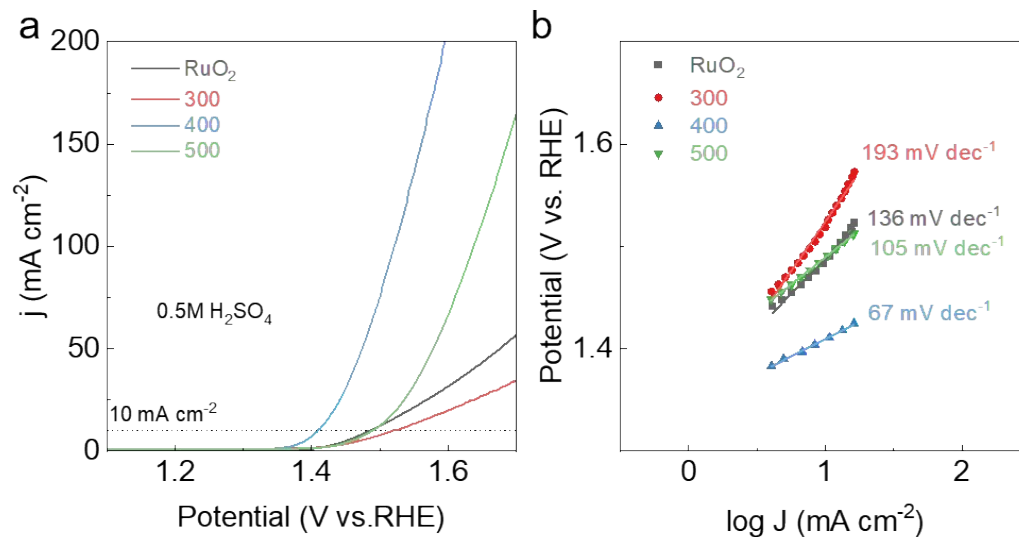 a
200
150
100
50
0
j (mA cm⁻²)
RuO₂
300
400
500
0.5M H₂SO₄
10 mA cm⁻²
1.2
1.4
1.6
Potential (V vs.RHE)
b
1.6
1.4
Potential (V vs. RHE)
RuO₂
300
400
500
193 mV dec⁻¹
136 mV dec⁻¹
105 mV dec⁻¹
67 mV dec⁻¹
0
1
2
log J (mA cm⁻²)